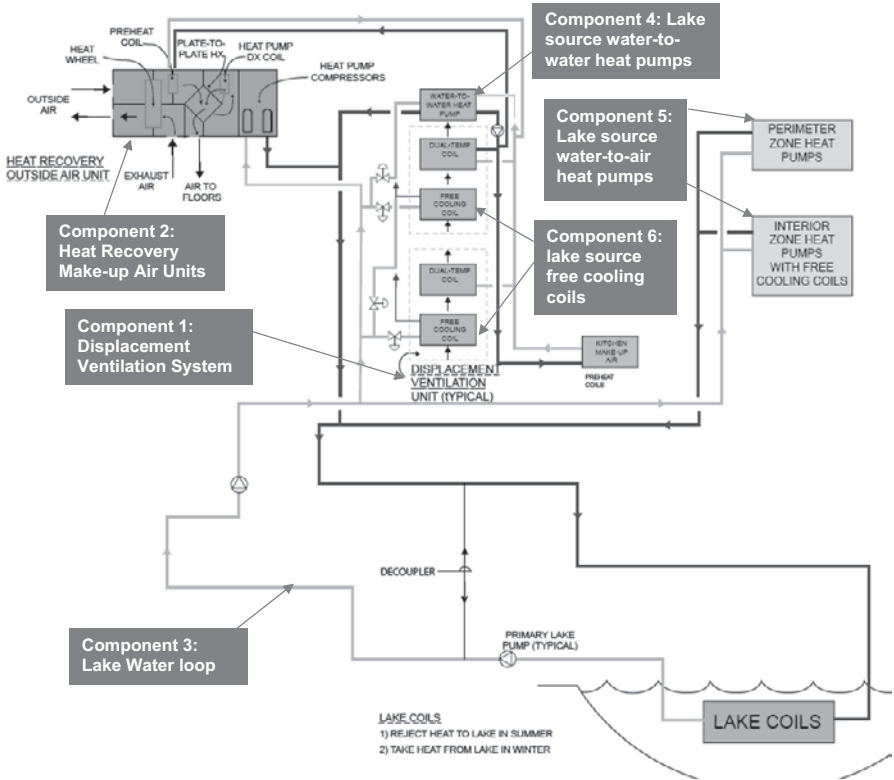 Component 4: Lake
source water-to-
water heat pumps
PREHEAT
COIL
PLATE-TO-
PLATE HX
HEAT PUMP
DX COIL
HEAT
WHEEL
HEAT PUMP
COMPRESSORS
OUTSIDE
AIR
HEAT RECOVERY
OUTSIDE AIR UNIT
EXHAUST
AIR
AIR TO
FLOORS
WATER-TO-
WATER HEAT
PUMP
DUAL-TEMP
COIL
FREE
COOLING
COIL
Component 5:
Lake source
water-to-air
heat pumps
PERIMETER
ZONE HEAT
PUMPS
INTERIOR
ZONE HEAT
PUMPS
WITH FREE
COOLING COILS
Component 2:
Heat Recovery
Make-up Air Units
Component 6:
lake source
free cooling
coils
DUAL-TEMP
COIL
FREE
COOLING
COIL
Component 1:
Displacement
Ventilation System
KITCHEN
MAKE-UP
AIR
PREHEAT
COILS
DISPLACEMENT
VENTILATION
UNIT (tYPICAL)
DECOUPLER
Component 3:
Lake Water loop
PRIMARY LAKE
PUMP (TYPICAL)
LAKE COILS
LAKE COILS
1) REJECT HEAT TO LAKE IN SUMMER
2) TAKE HEAT FROM LAKE IN WINTER